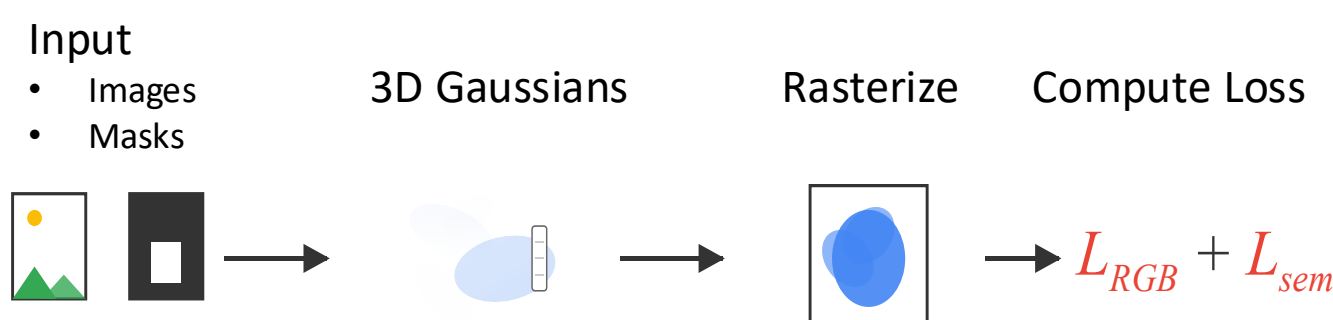 Input
• Images
• Masks
3D Gaussians
Rasterize
Compute Loss
L_RGB + L_sem